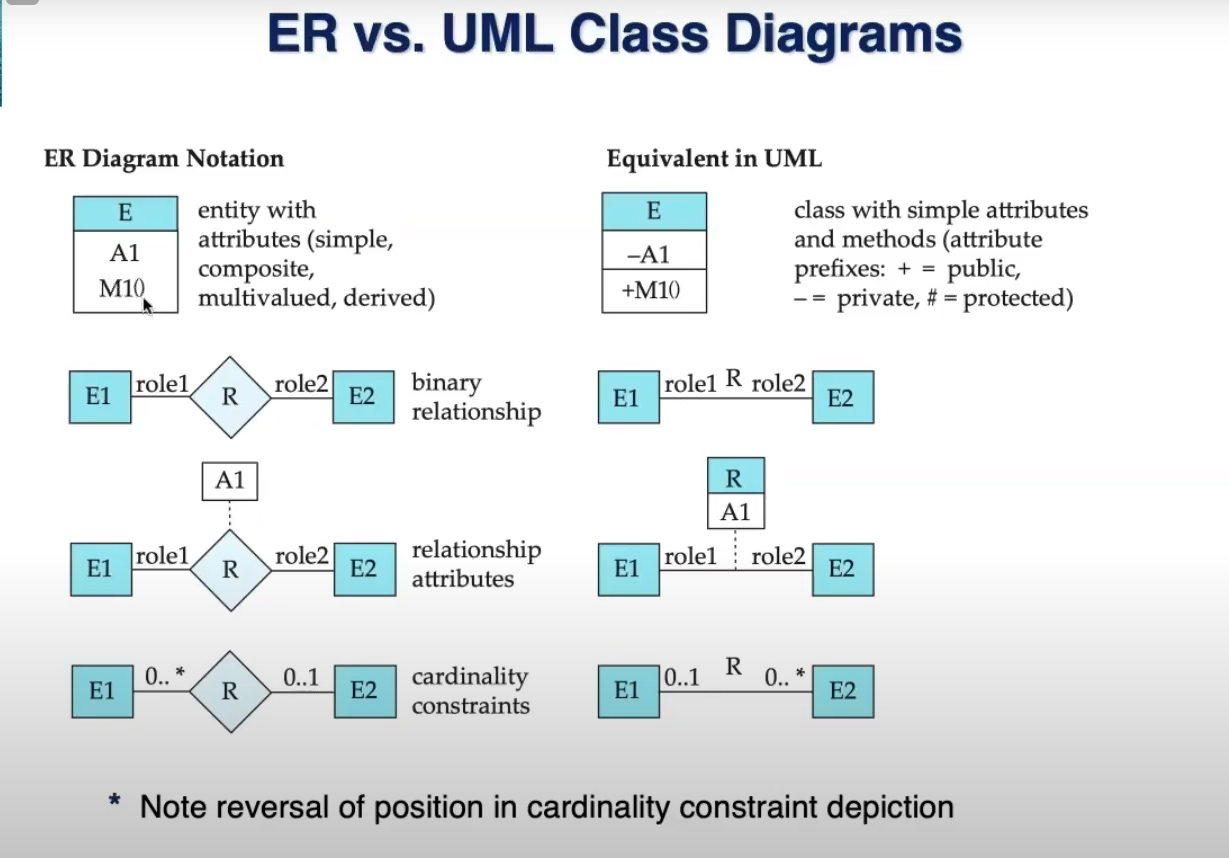 ER vs. UML Class Diagrams
ER Diagram Notation
Equivalent in UML
E
A1
M1()
entity with
attributes (simple,
composite,
multivalued, derived)
E
–A1
+M1()
class with simple attributes
and methods (attribute
prefixes: + = public,
– = private, # = protected)
E1
role1
R
role2
E2
binary
relationship
E1
role1
R
role2
E2
A1
E1
role1
R
role2
E2
relationship
attributes
R
A1
E1
role1
role2
E2
E1
0.. *
R
0..1
E2
cardinality
constraints
E1
0..1
R
0.. *
E2
* Note reversal of position in cardinality constraint depiction